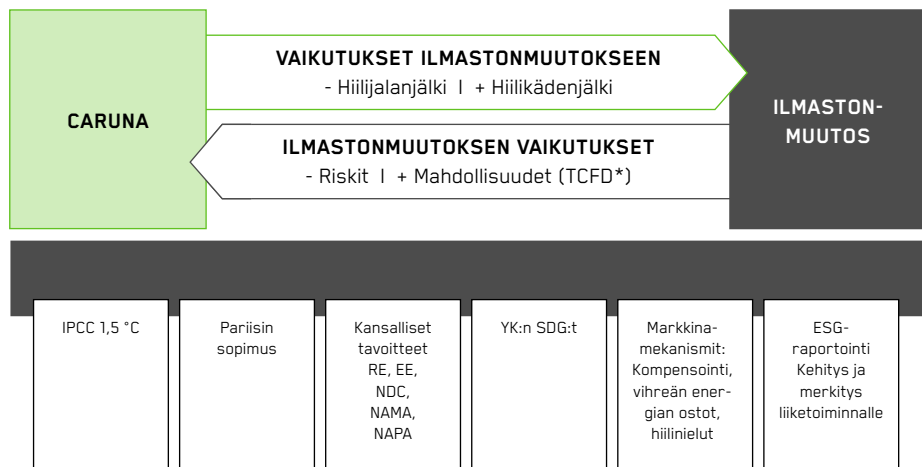 CARUNA
VAIKUTUKSET ILMASTONMUUTOKSEEN
- Hiilijalanjälki I + Hiilikädenjälki
ILMASTONMUUTOKSEN VAIKUTUKSET
- Riskit I + Mahdollisuudet (TCFD*)
ILMASTON-
MUUTOS
IPCC 1,5 °C
Pariisin
sopimus
Kansalliset
tavoitteet
RE, EE,
NDC,
NAMA,
NAPA
YK:n SDG:t
Markkina-
mekanismit:
Kompensointi,
vihreän ener-
gian ostot,
hiilinielut
ESG-
raportointi
Kehitys ja
merkitys
liiketoiminnalle